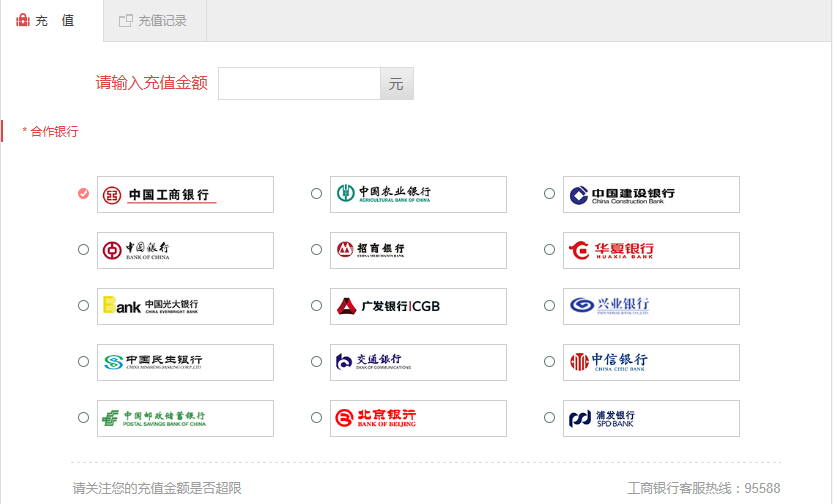 充 值 充值记录
请输入充值金额 元
* 合作银行
中国工商银行 中国农业银行 AGRICULTURAL BANK OF CHINA 中国建设银行 China Construction Bank
中国银行 BANK OF CHINA 招商银行 CHINA MERCHANTS BANK 华夏银行 HUAXIA BANK
Bank 中国光大银行 CHINA EVERBRIGHT BANK 广发银行|CGB 兴业银行 INDUSTRIAL BANK CO.,LTD
中国民生银行 CHINA MINSHENG BANKING CORP.,LTD 交通银行 BANK OF COMMUNICATIONS 中信银行 CHINA CITIC BANK
中国邮政储蓄银行 POSTAL SAVINGS BANK OF CHINA 北京银行 BANK OF BEIJING 浦发银行 SPD BANK
请关注您的充值金额是否超限 工商银行客服热线：95588